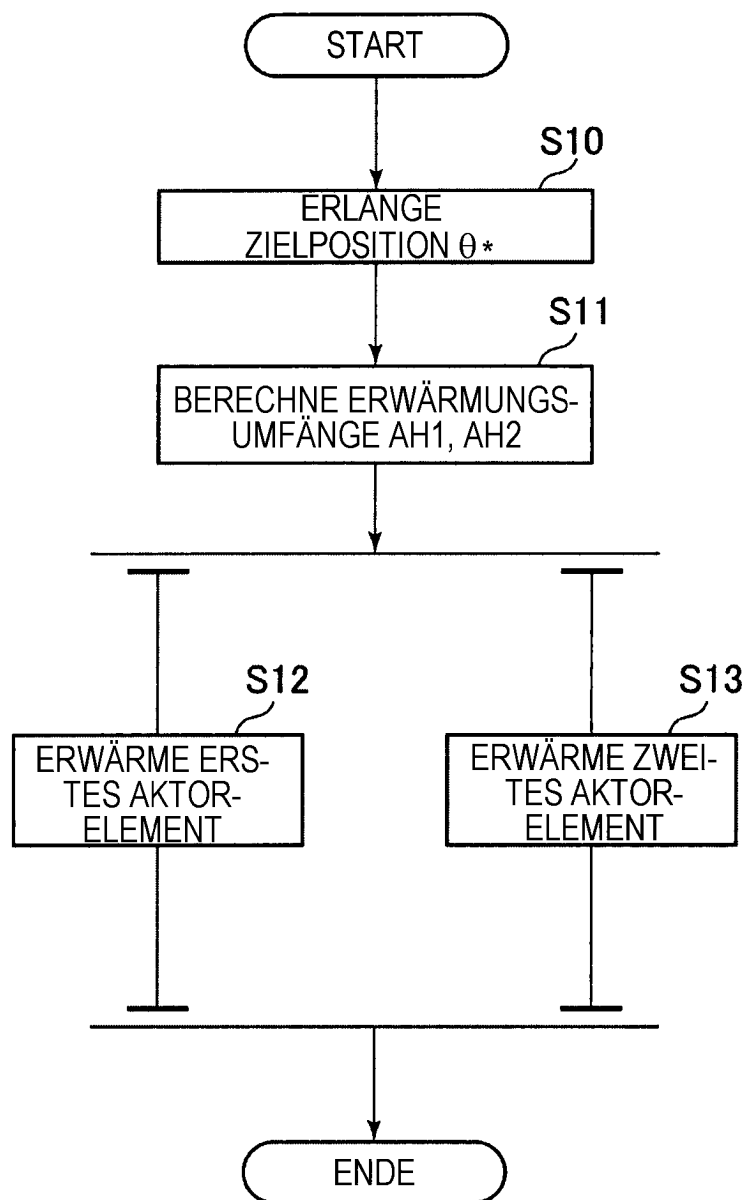 START
S10
ERLANGE
ZIELPOSITION θ*
S11
BERECHNE ERWÄRMUNGS-
UMFÄNGE AH1, AH2
S12
ERWÄRME ERS-
TES AKTOR-
ELEMENT
S13
ERWÄRME ZWEI-
TES AKTOR-
ELEMENT
ENDE